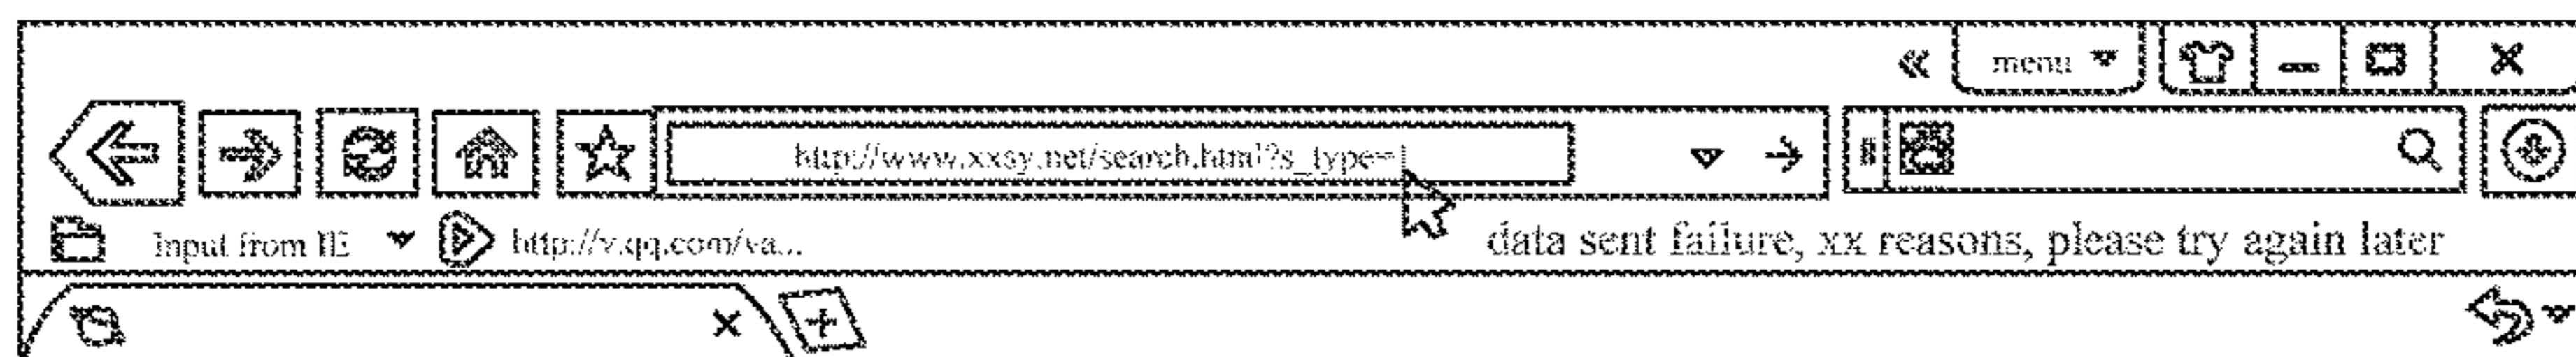 menu
http://www.xxsy.net/search.html?s_type=1
Input from IE http://v.qq.com/va...
data sent failure, xx reasons, please try again later